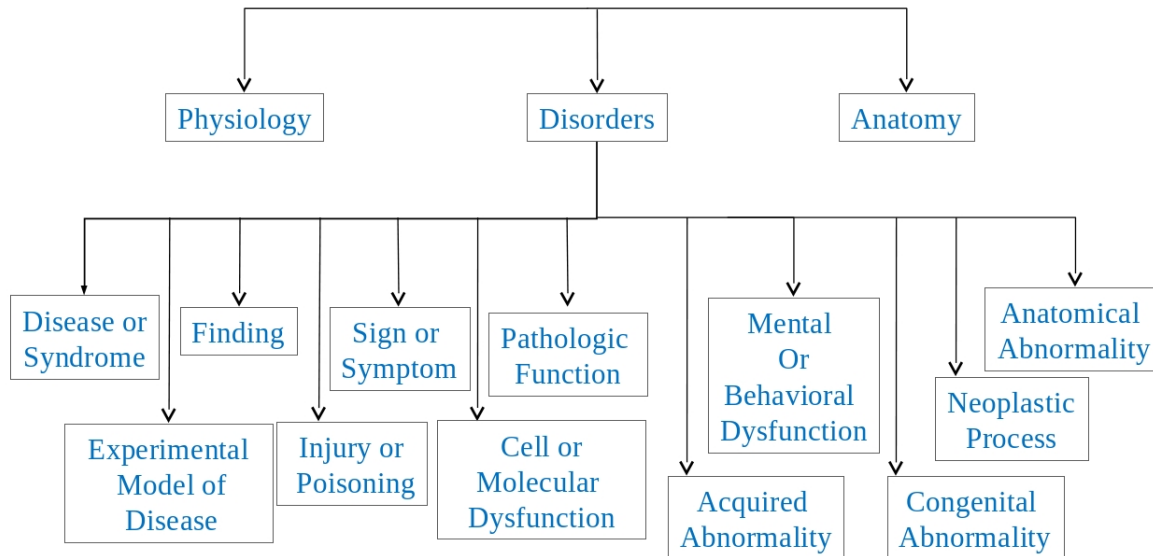 Physiology
Disorders
Anatomy
Disease or
Syndrome
Finding
Sign or
Symptom
Pathologic
Function
Mental
Or
Behavioral
Dysfunction
Anatomical
Abnormality
Neoplastic
Process
Experimental
Model of
Disease
Injury or
Poisoning
Cell or
Molecular
Dysfunction
Acquired
Abnormality
Congenital
Abnormality